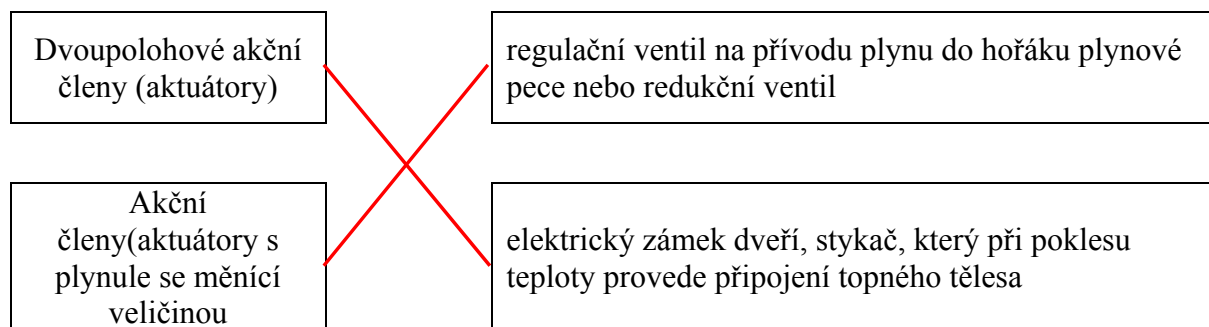 Dvoupolohové akční
členy (aktuátory)
regulační ventil na přívodu plynu do hořáku plynové
pece nebo redukční ventil
Akční
členy(aktuátory s
plynule se měnící
veličinou
elektrický zámek dveří, stykač, který při poklesu
teploty provede připojení topného tělesa